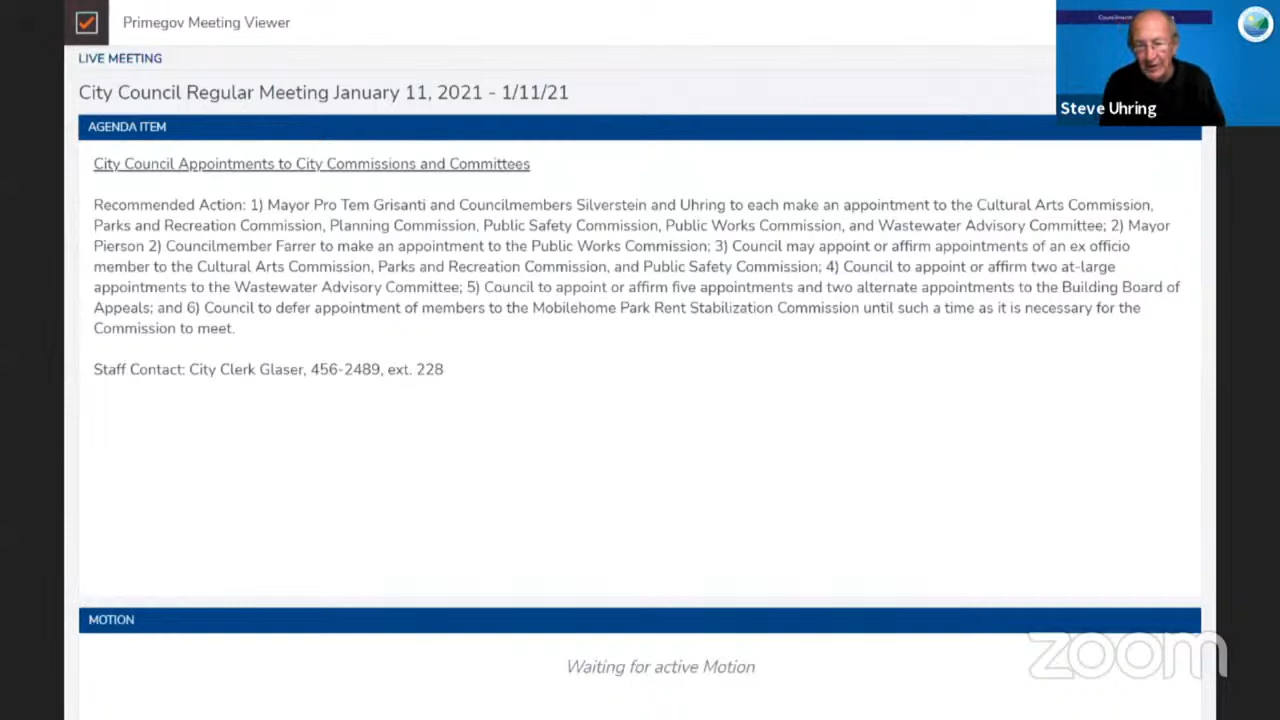 Primegov Meeting Viewer
LIVE MEETING
City Council Regular Meeting January 11, 2021 - 1/11/21
Steve Uhring
AGENDA ITEM
City Council Appointments to City Commissions and Committees
Recommended Action: 1) Mayor Pro Tem Grisanti and Councilmembers Silverstein and Uhring to each make an appointment to the Cultural Arts Commission,
Parks and Recreation Commission, Planning Commission, Public Safety Commission, Public Works Commission, and Wastewater Advisory Committee; 2) Mayor
Pierson 2) Councilmember Farrer to make an appointment to the Public Works Commission; 3) Council may appoint or affirm appointments of an ex officio
member to the Cultural Arts Commission, Parks and Recreation Commission, and Public Safety Commission; 4) Council to appoint or affirm two at-large
appointments to the Wastewater Advisory Committee; 5) Council to appoint or affirm five appointments and two alternate appointments to the Building Board of
Appeals; and 6) Council to defer appointment of members to the Mobilehome Park Rent Stabilization Commission until such a time as it is necessary for the
Commission to meet.
Staff Contact: City Clerk Glaser, 456-2489, ext. 228
MOTION
Waiting for active Motion
zoom